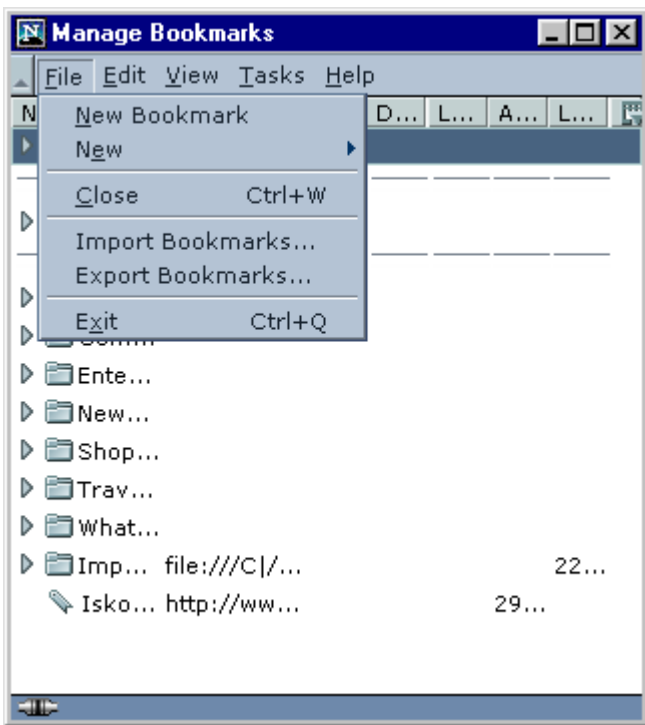 Manage Bookmarks
File Edit View Tasks Help
N D... L... A... L...
New Bookmark
New
Close Ctrl+W
Import Bookmarks...
Export Bookmarks...
Exit Ctrl+Q
Ente...
New...
Shop...
Trav...
What...
Imp... file:///C|/... 22...
Isko... http://ww... 29...